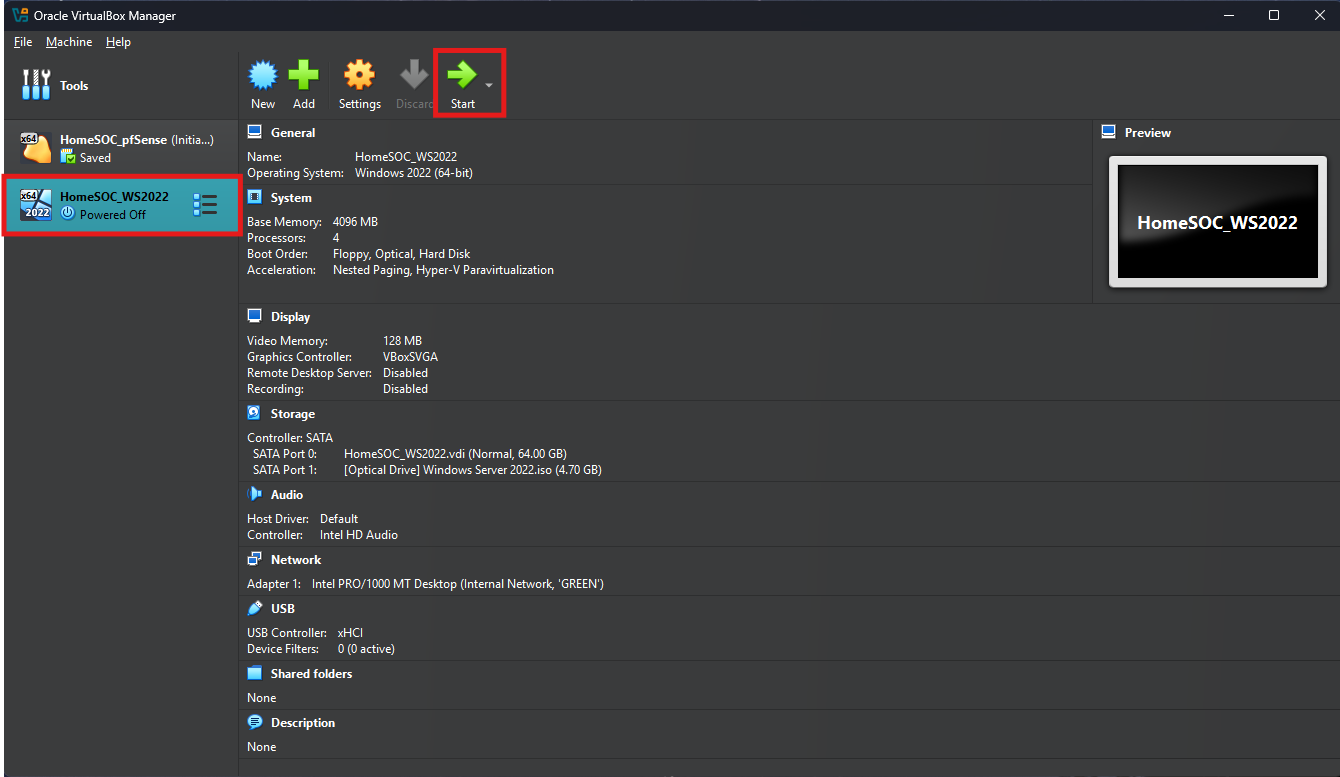 Oracle VirtualBox Manager
File Machine Help
Tools
New Add Settings Discard Start
x64 HomeSOC_pfSense (Initia...)
Saved
x64 2022 HomeSOC_WS2022
Powered Off
General
Name: HomeSOC_WS2022
Operating System: Windows 2022 (64-bit)
System
Base Memory: 4096 MB
Processors: 4
Boot Order: Floppy, Optical, Hard Disk
Acceleration: Nested Paging, Hyper-V Paravirtualization
Preview
HomeSOC_WS2022
Display
Video Memory: 128 MB
Graphics Controller: VBoxSVGA
Remote Desktop Server: Disabled
Recording: Disabled
Storage
Controller: SATA
SATA Port 0: HomeSOC_WS2022.vdi (Normal, 64.00 GB)
SATA Port 1: [Optical Drive] Windows Server 2022.iso (4.70 GB)
Audio
Host Driver: Default
Controller: Intel HD Audio
Network
Adapter 1: Intel PRO/1000 MT Desktop (Internal Network, 'GREEN')
USB
USB Controller: xHCI
Device Filters: 0 (0 active)
Shared folders
None
Description
None